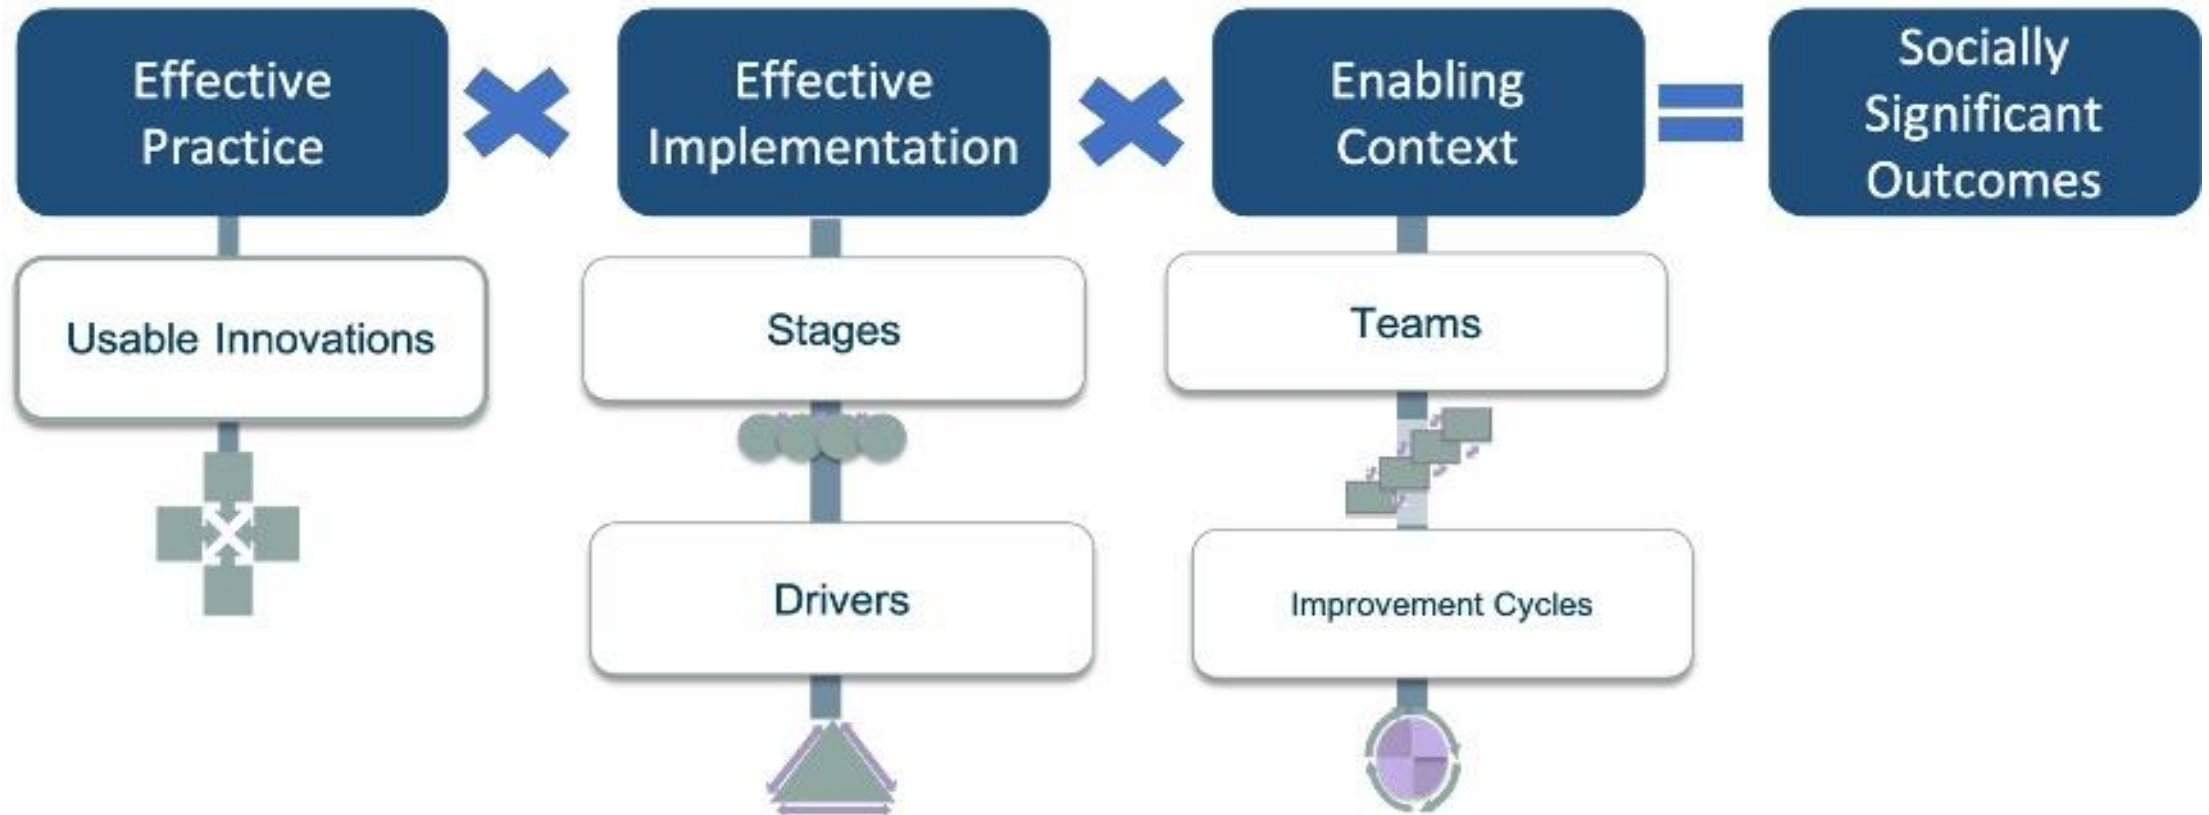 Effective
Practice
Effective
Implementation
Enabling
Context
Socially
Significant
Outcomes
Usable Innovations
Stages
Teams
Drivers
Improvement Cycles